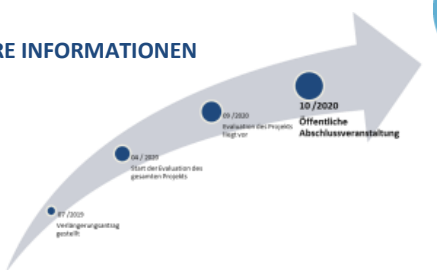 RE INFORMATIONEN
10 /2020
Öffentliche
Abschlussveranstaltung
09 /2020
Evaluation des Projekts
liegt vor
04 / 2020
Start der Evaluation des
gesamten Projekts
07 /2019
Verlängerungsantrag
gestellt